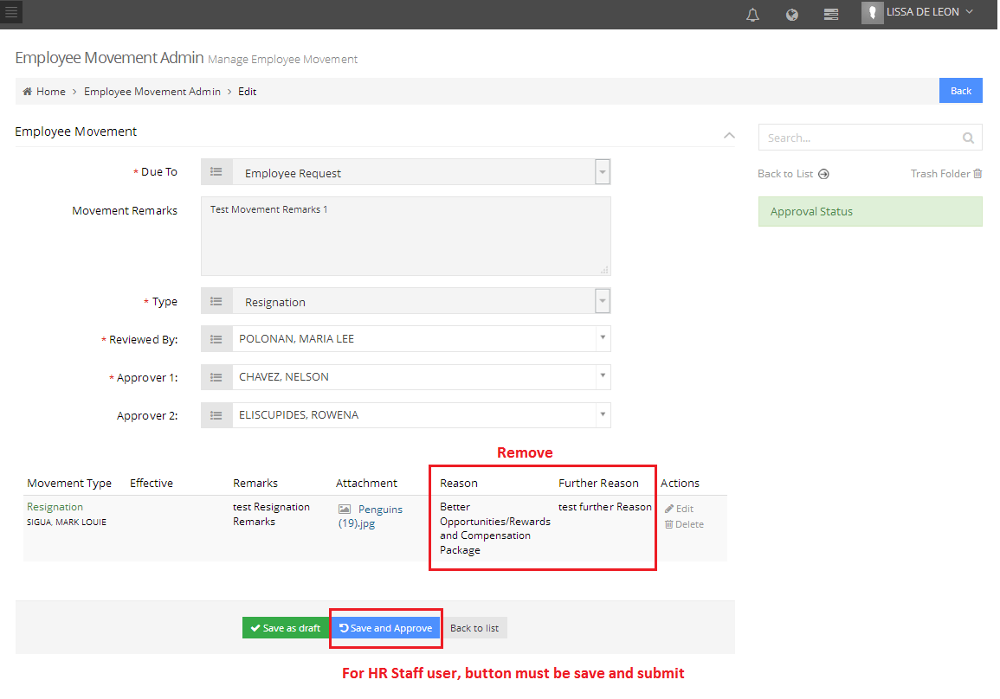 LISSA DE LEON
Employee Movement Admin Manage Employee Movement
Home > Employee Movement Admin > Edit
Back
Employee Movement
Search...
Back to List
Trash Folder
Approval Status
* Due To
Employee Request
Movement Remarks
Test Movement Remarks 1
* Type
Resignation
* Reviewed By:
POLONAN, MARIA LEE
* Approver 1:
CHAVEZ, NELSON
Approver 2:
ELISCUPIDES, ROWENA
Remove
Movement Type Effective Remarks Attachment Reason Further Reason Actions
Resignation
SIGUA, MARK LOUIE
test Resignation
Remarks
Penguins
(19).jpg
Better
Opportunities/Rewards
and Compensation
Package
test further Reason
Edit
Delete
Save as draft
Save and Approve
Back to list
For HR Staff user, button must be save and submit